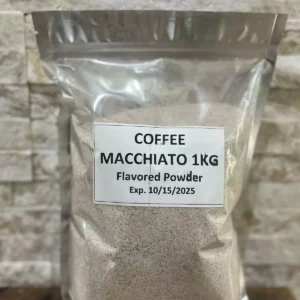 COFFEE
MACCHIATO 1KG
Flavored Powder
Exp. 10/15/2025